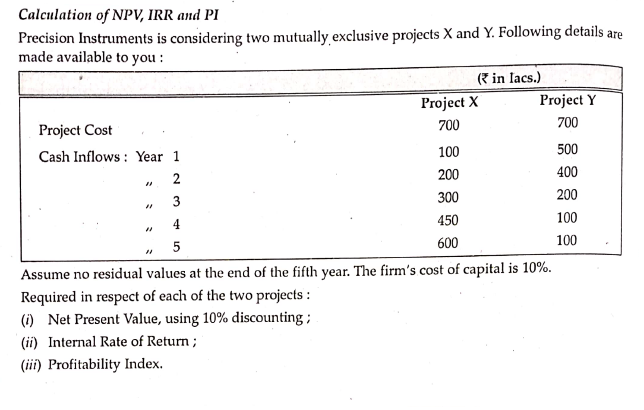 Calculation of NPV, IRR and PI
Precision Instruments is considering two mutually exclusive projects X and Y. Following details are
made available to you :
(₹ in lacs.)
Project X Project Y
Project Cost 700 700
Cash Inflows : Year 1 100 500
〃 2 200 400
〃 3 300 200
〃 4 450 100
〃 5 600 100
Assume no residual values at the end of the fifth year. The firm's cost of capital is 10%.
Required in respect of each of the two projects :
(i) Net Present Value, using 10% discounting ;
(ii) Internal Rate of Return ;
(iii) Profitability Index.